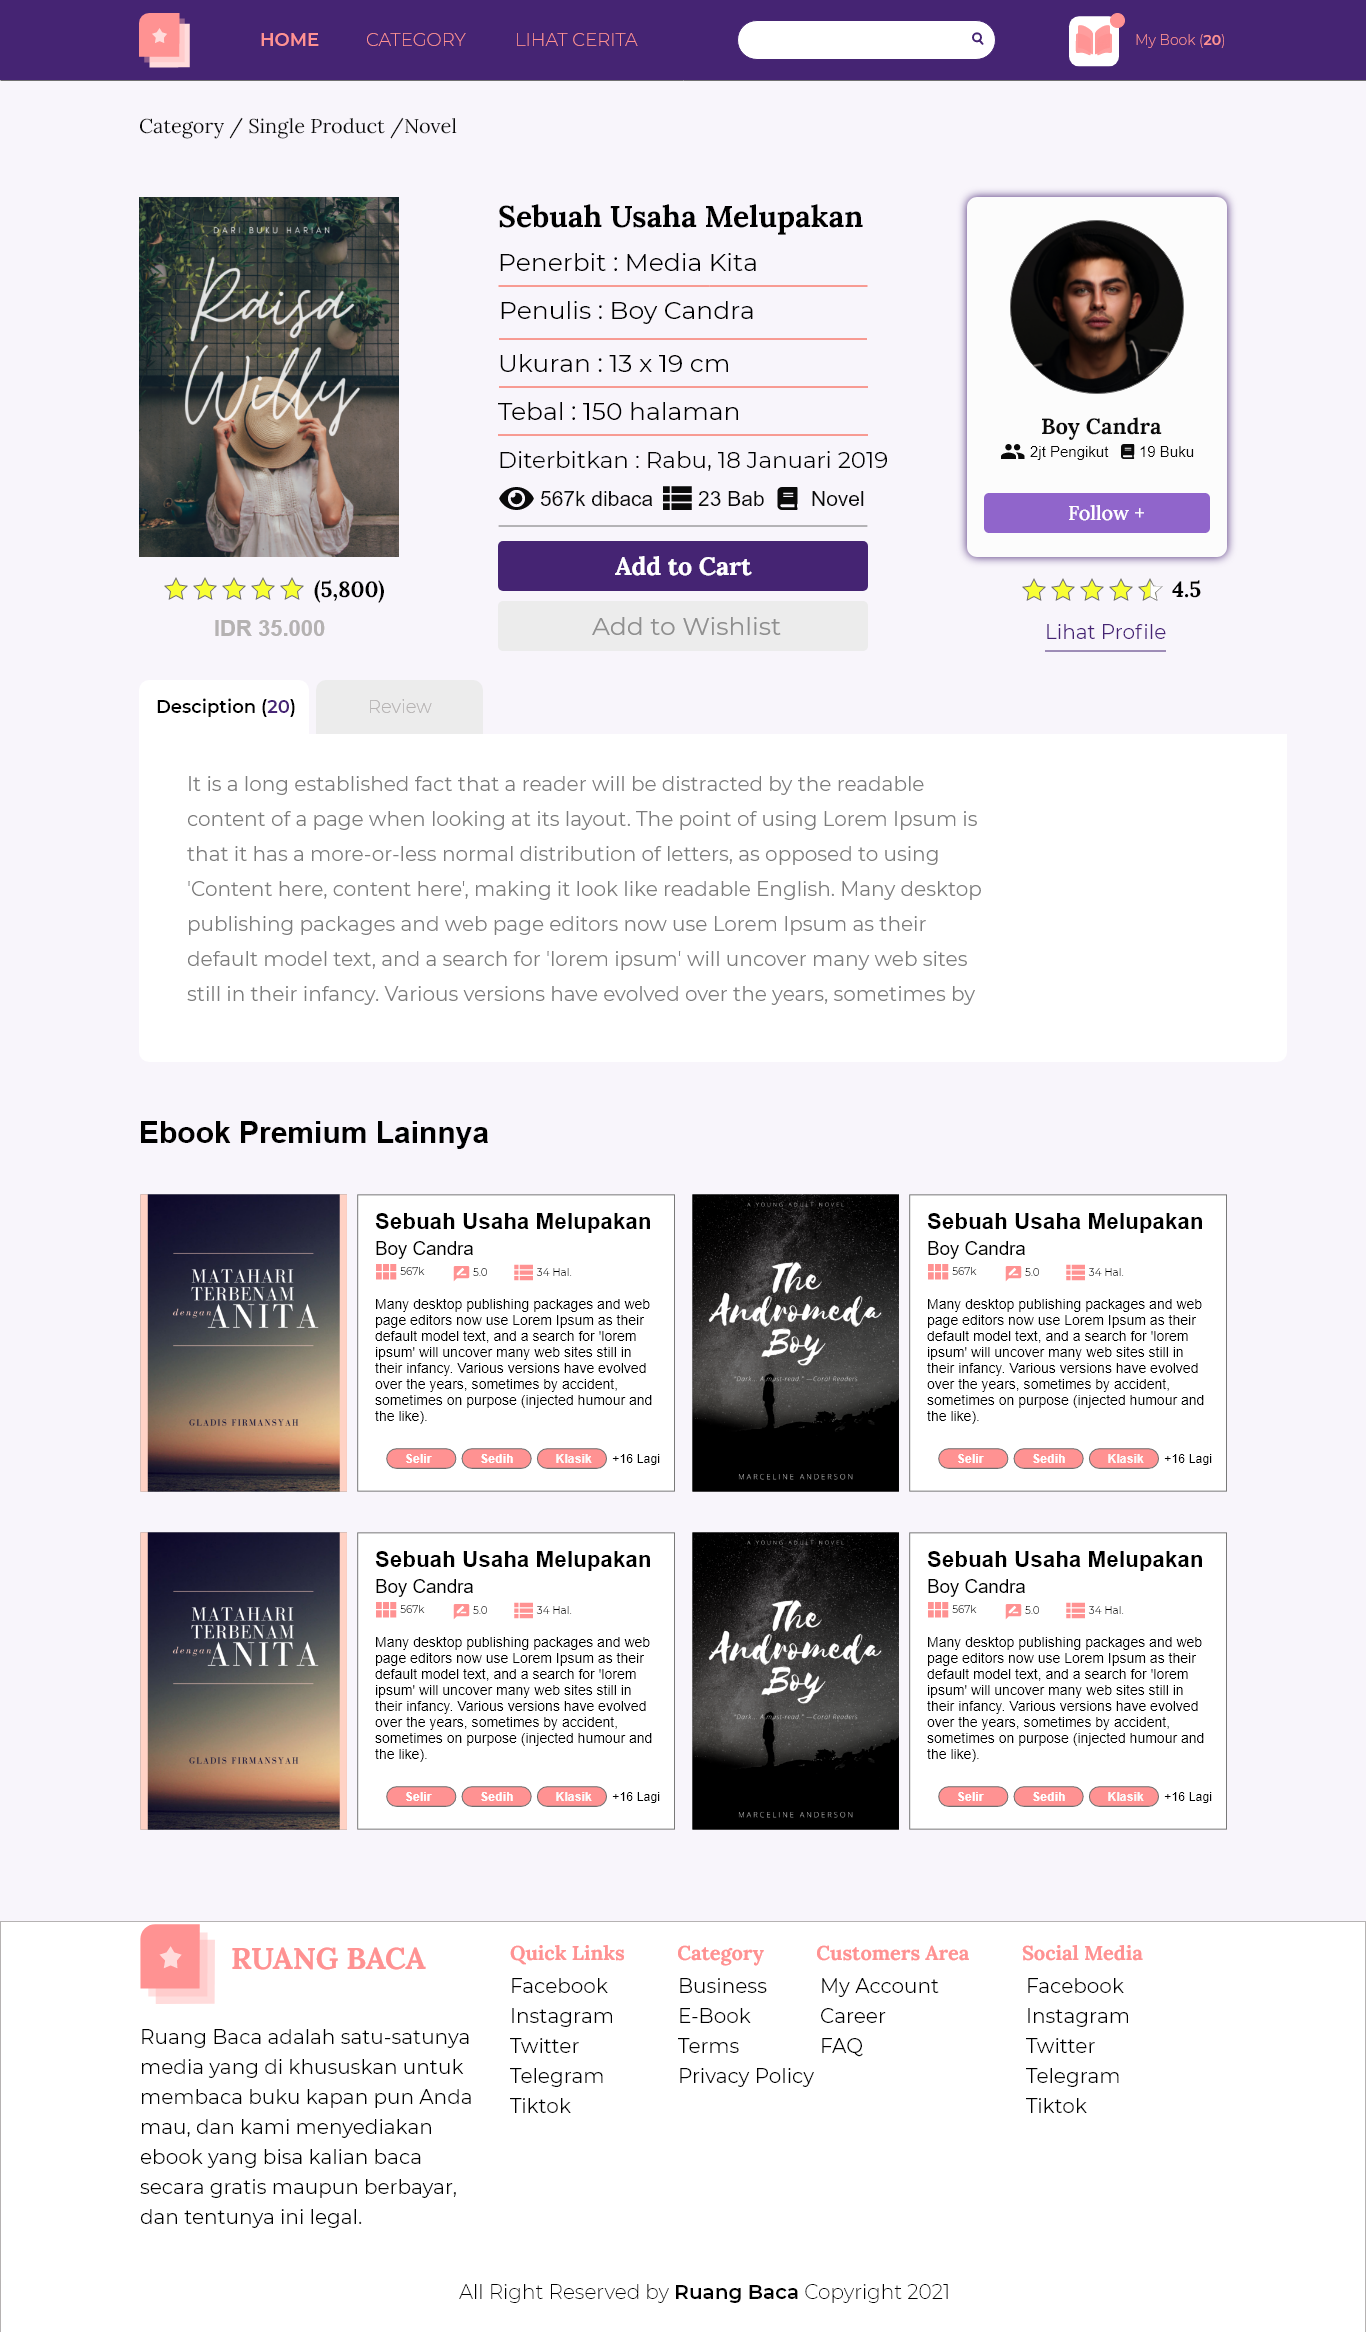 HOME
CATEGORY
LIHAT CERITA
My Book (20)
Category / Single Product /Novel
DARI BUKU HARIAN
Raisa
Willy
(5,800)
IDR 35.000
Sebuah Usaha Melupakan
Penerbit : Media Kita
Penulis : Boy Candra
Ukuran : 13 x 19 cm
Tebal : 150 halaman
Diterbitkan : Rabu, 18 Januari 2019
567k dibaca 23 Bab Novel
Add to Cart
Add to Wishlist
Boy Candra
2jt Pengikut 19 Buku
Follow +
4.5
Lihat Profile
Desciption (20)
Review
It is a long established fact that a reader will be distracted by the readable
content of a page when looking at its layout. The point of using Lorem Ipsum is
that it has a more-or-less normal distribution of letters, as opposed to using
'Content here, content here', making it look like readable English. Many desktop
publishing packages and web page editors now use Lorem Ipsum as their
default model text, and a search for 'lorem ipsum' will uncover many web sites
still in their infancy. Various versions have evolved over the years, sometimes by
Ebook Premium Lainnya
MATAHARI
TERBENAM
dengan ANITA
GLADIS FIRMANSYAH
Sebuah Usaha Melupakan
Boy Candra
567k 5.0 34 Hal.
Many desktop publishing packages and web
page editors now use Lorem Ipsum as their
default model text, and a search for 'lorem
ipsum' will uncover many web sites still in
their infancy. Various versions have evolved
over the years, sometimes by accident,
sometimes on purpose (injected humour and
the like).
Selir Sedih Klasik +16 Lagi
A YOUNG ADULT NOVEL
The
Andromeda
Boy
"Dark... A must-read." —Coral Readers
MARCELINE ANDERSON
Sebuah Usaha Melupakan
Boy Candra
567k 5.0 34 Hal.
Many desktop publishing packages and web
page editors now use Lorem Ipsum as their
default model text, and a search for 'lorem
ipsum' will uncover many web sites still in
their infancy. Various versions have evolved
over the years, sometimes by accident,
sometimes on purpose (injected humour and
the like).
Selir Sedih Klasik +16 Lagi
MATAHARI
TERBENAM
dengan ANITA
GLADIS FIRMANSYAH
Sebuah Usaha Melupakan
Boy Candra
567k 5.0 34 Hal.
Many desktop publishing packages and web
page editors now use Lorem Ipsum as their
default model text, and a search for 'lorem
ipsum' will uncover many web sites still in
their infancy. Various versions have evolved
over the years, sometimes by accident,
sometimes on purpose (injected humour and
the like).
Selir Sedih Klasik +16 Lagi
A YOUNG ADULT NOVEL
The
Andromeda
Boy
"Dark... A must-read." —Coral Readers
MARCELINE ANDERSON
Sebuah Usaha Melupakan
Boy Candra
567k 5.0 34 Hal.
Many desktop publishing packages and web
page editors now use Lorem Ipsum as their
default model text, and a search for 'lorem
ipsum' will uncover many web sites still in
their infancy. Various versions have evolved
over the years, sometimes by accident,
sometimes on purpose (injected humour and
the like).
Selir Sedih Klasik +16 Lagi
RUANG BACA
Ruang Baca adalah satu-satunya
media yang di khususkan untuk
membaca buku kapan pun Anda
mau, dan kami menyediakan
ebook yang bisa kalian baca
secara gratis maupun berbayar,
dan tentunya ini legal.
Quick Links
Facebook
Instagram
Twitter
Telegram
Tiktok
Category
Business
E-Book
Terms
Privacy Policy
Customers Area
My Account
Career
FAQ
Social Media
Facebook
Instagram
Twitter
Telegram
Tiktok
All Right Reserved by Ruang Baca Copyright 2021